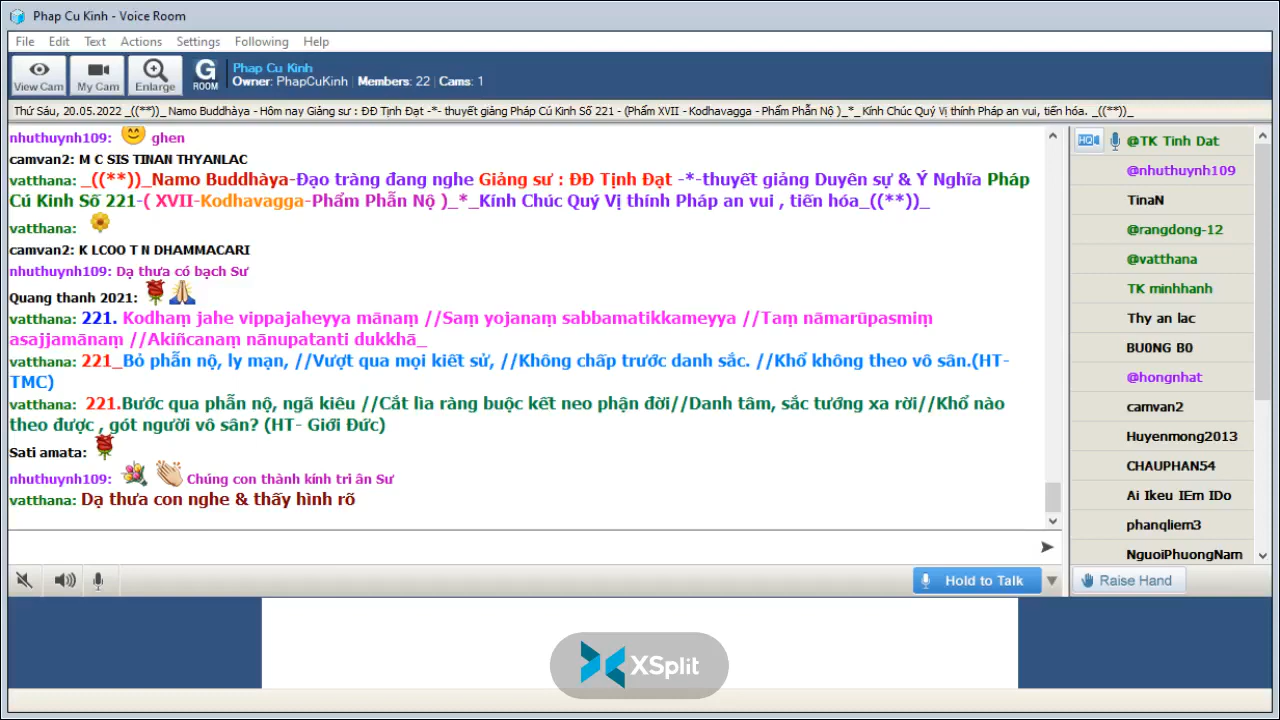 Phap Cu Kinh - Voice Room
File Edit Text Actions Settings Following Help
View Cam My Cam Enlarge G ROOM
Phap Cu Kinh
Owner: PhapCuKinh | Members: 22 | Cams: 1
Thứ Sáu, 20.05.2022 _((**))_ Namo Buddhàya - Hôm nay Giảng sư : ĐĐ Tịnh Đạt -*- thuyết giảng Pháp Cú Kinh Số 221 - (Phẩm XVII - Kodhavagga - Phẩm Phẫn Nộ )_*_ Kính Chúc Quý Vị thính Pháp an vui, tiến hóa. _((**))_
nhuthuynh109: ghen
camvan2: M C SIS TINAN THYANLAC
vatthana: _((**))_Namo Buddhàya-Đạo tràng đang nghe Giảng sư : ĐĐ Tịnh Đạt -*-thuyết giảng Duyên sự & Ý Nghĩa Pháp
Cú Kinh Số 221-( XVII-Kodhavagga-Phẩm Phẫn Nộ )_*_Kính Chúc Quý Vị thính Pháp an vui , tiến hóa_((**))_
vatthana:
camvan2: K LCOO T N DHAMMACARI
nhuthuynh109: Dạ thưa có bạch Sư
Quang thanh 2021:
vatthana: 221. Kodhaṃ jahe vippajaheyya mānaṃ //Saṃ yojanaṃ sabbamatikkameyya //Taṃ nāmarūpasmiṃ
asajjamānaṃ //Akiñcanaṃ nānupatanti dukkhā_
vatthana: 221_Bỏ phẫn nộ, ly mạn, //Vượt qua mọi kiết sử, //Không chấp trước danh sắc. //Khổ không theo vô sân.(HT-
TMC)
vatthana: 221.Bước qua phẫn nộ, ngã kiêu //Cắt lìa ràng buộc kết neo phận đời//Danh tâm, sắc tướng xa rời//Khổ nào
theo được , gót người vô sân? (HT- Giới Đức)
Sati amata:
nhuthuynh109: Chúng con thành kính tri ân Sư
vatthana: Dạ thưa con nghe & thấy hình rõ
HD
@TK Tinh Dat
@nhuthuynh109
TinaN
@rangdong-12
@vatthana
TK minhhanh
Thy an lac
BU0NG B0
@hongnhat
camvan2
Huyenmong2013
CHAUPHAN54
Ai Ikeu IEm IDo
phanqliem3
NguoiPhuongNam
Hold to Talk
Raise Hand
XSplit